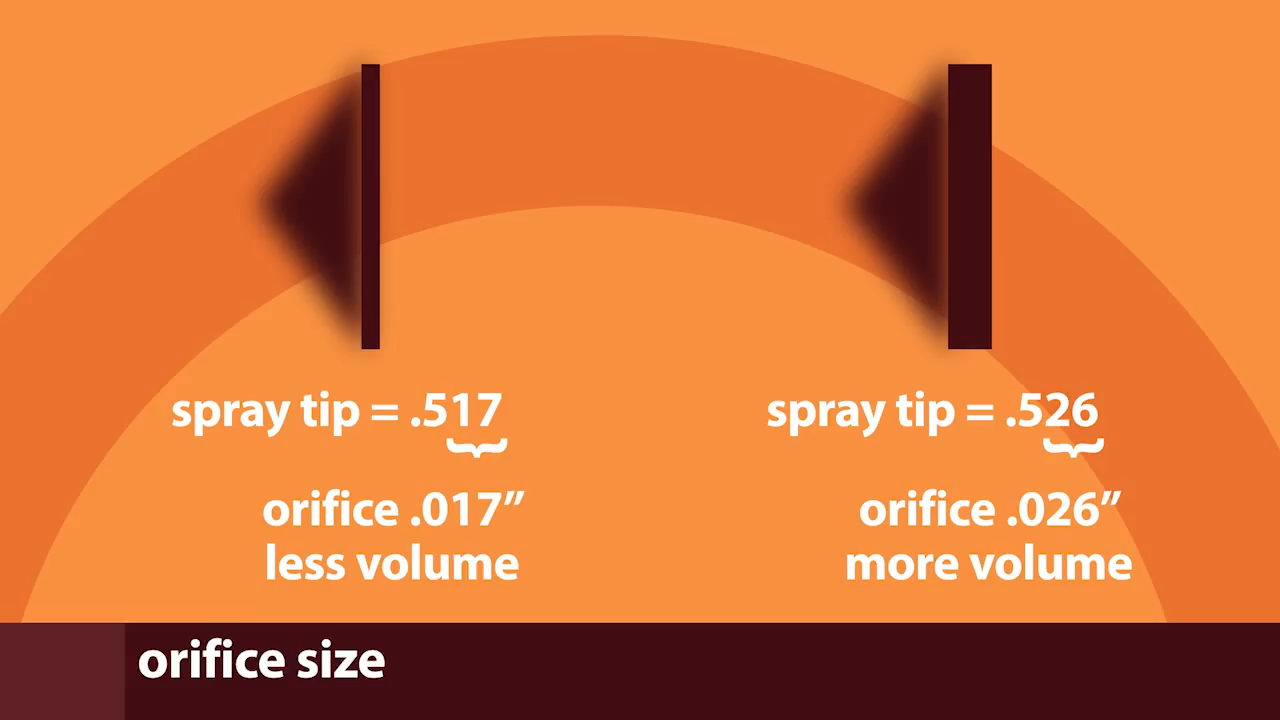 spray tip = .517
orifice .017”
less volume
spray tip = .526
orifice .026”
more volume
orifice size